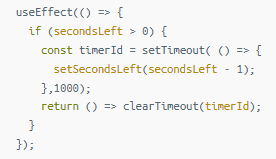 useEffect(() => {
  if (secondsLeft > 0) {
    const timerId = setTimeout( () => {
      setSecondsLeft(secondsLeft - 1);
    },1000);
    return () => clearTimeout(timerId);
  }
});